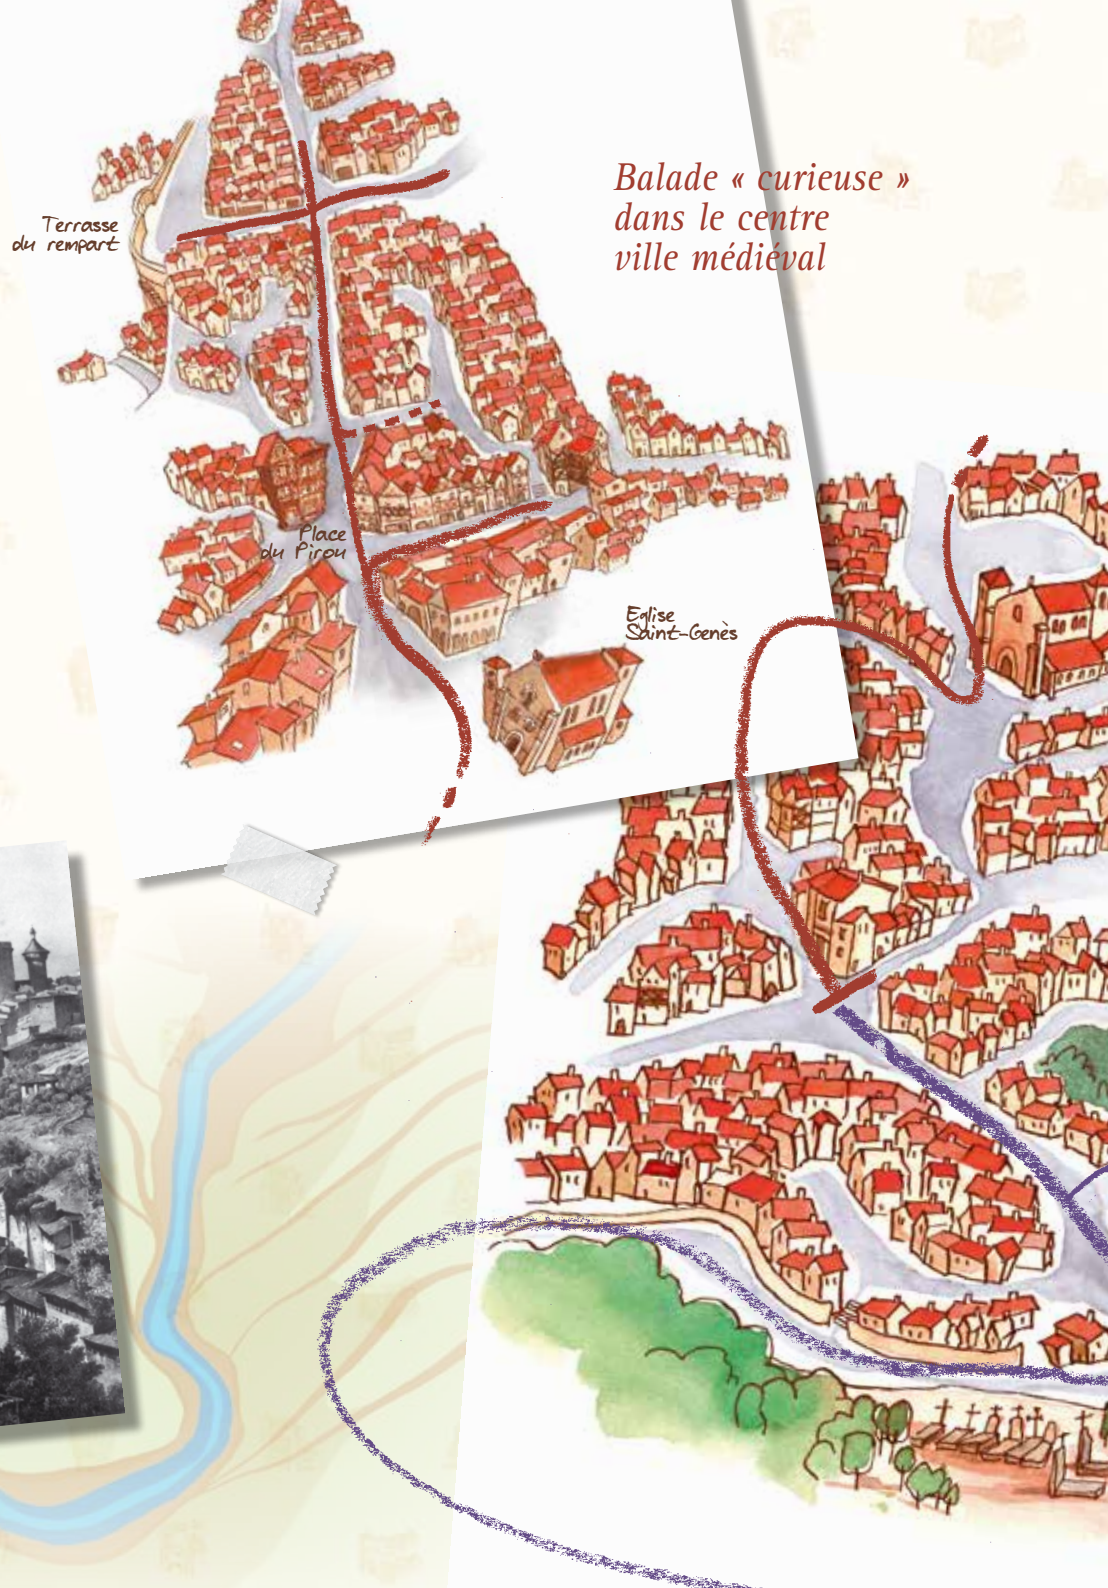 Balade « curieuse »
dans le centre
ville médiéval
Terrasse
du rempart
Place
du Pirou
Eglise
Saint-Genès